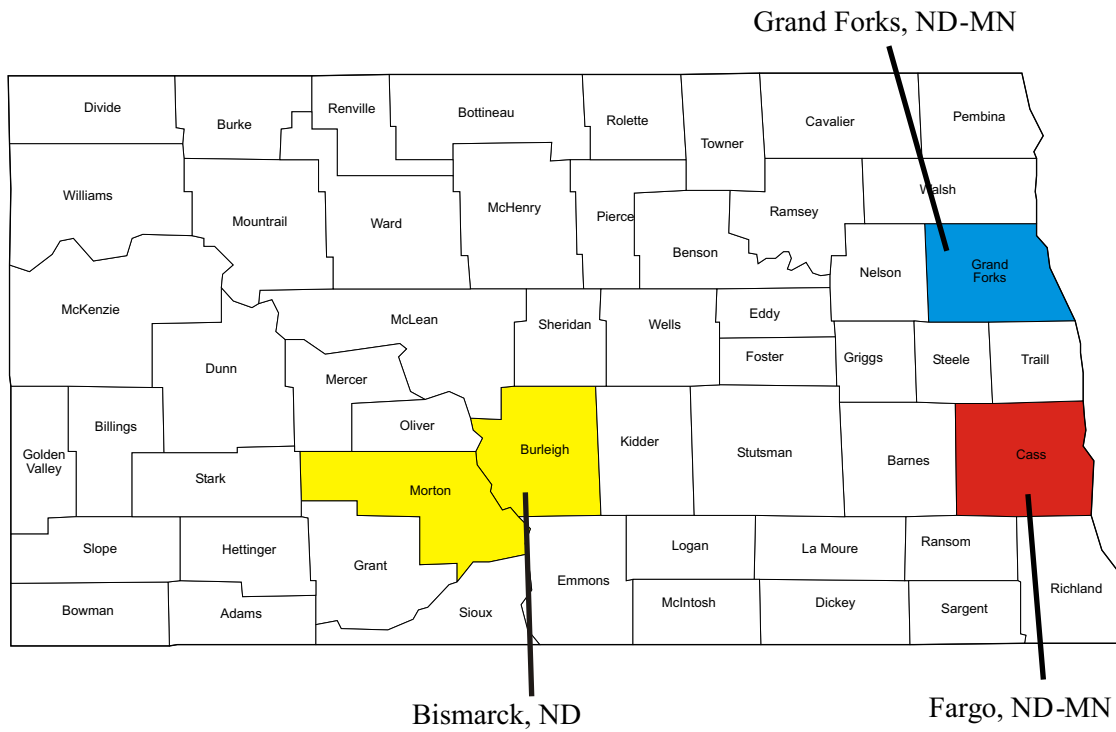 Grand Forks, ND-MN
Divide
Burke
Renville
Bottineau
Rolette
Towner
Cavalier
Pembina
Williams
Mountrail
Ward
McHenry
Pierce
Benson
Ramsey
Walsh
Nelson
Grand
Forks
McKenzie
Dunn
McLean
Sheridan
Wells
Eddy
Foster
Griggs
Steele
Traill
Mercer
Oliver
Golden
Valley
Billings
Stark
Morton
Burleigh
Kidder
Stutsman
Barnes
Cass
Slope
Hettinger
Grant
Emmons
Logan
La Moure
Ransom
Richland
Bowman
Adams
Sioux
McIntosh
Dickey
Sargent
Bismarck, ND
Fargo, ND-MN